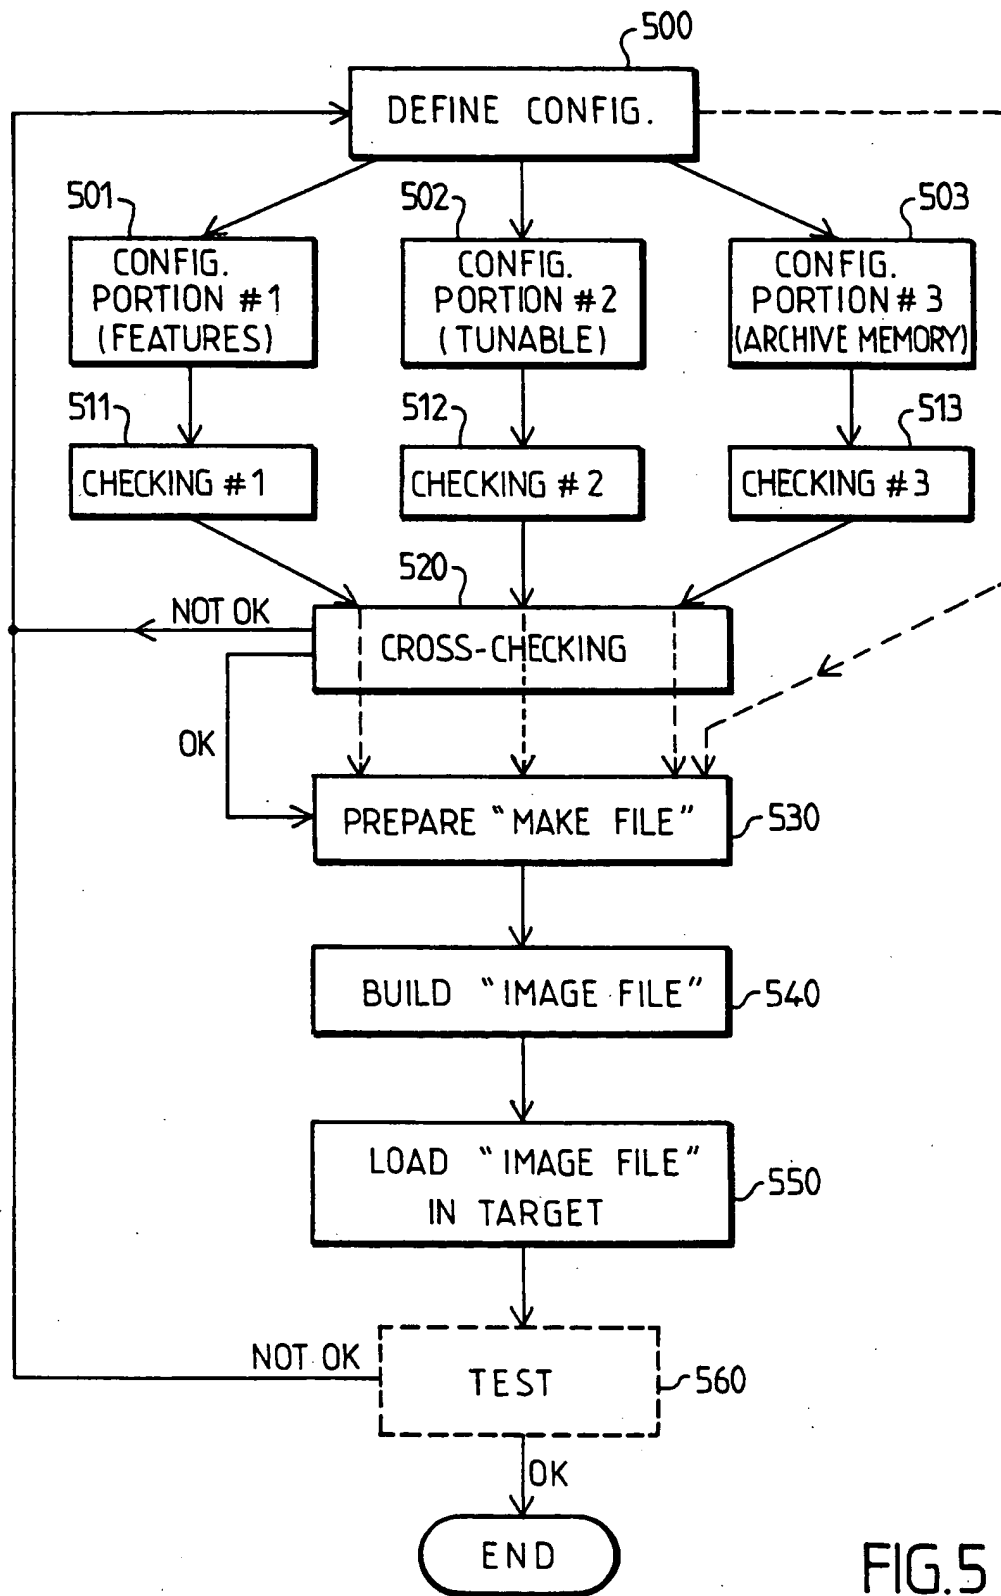 500
DEFINE CONFIG.
501
502
503
CONFIG.
PORTION #1
(FEATURES)
CONFIG.
PORTION #2
(TUNABLE)
CONFIG.
PORTION #3
(ARCHIVE MEMORY)
511
512
513
CHECKING #1
CHECKING #2
CHECKING #3
520
NOT OK
CROSS-CHECKING
OK
PREPARE "MAKE FILE"
530
BUILD "IMAGE FILE"
540
LOAD "IMAGE FILE"
IN TARGET
550
NOT OK
TEST
560
OK
END
FIG.5